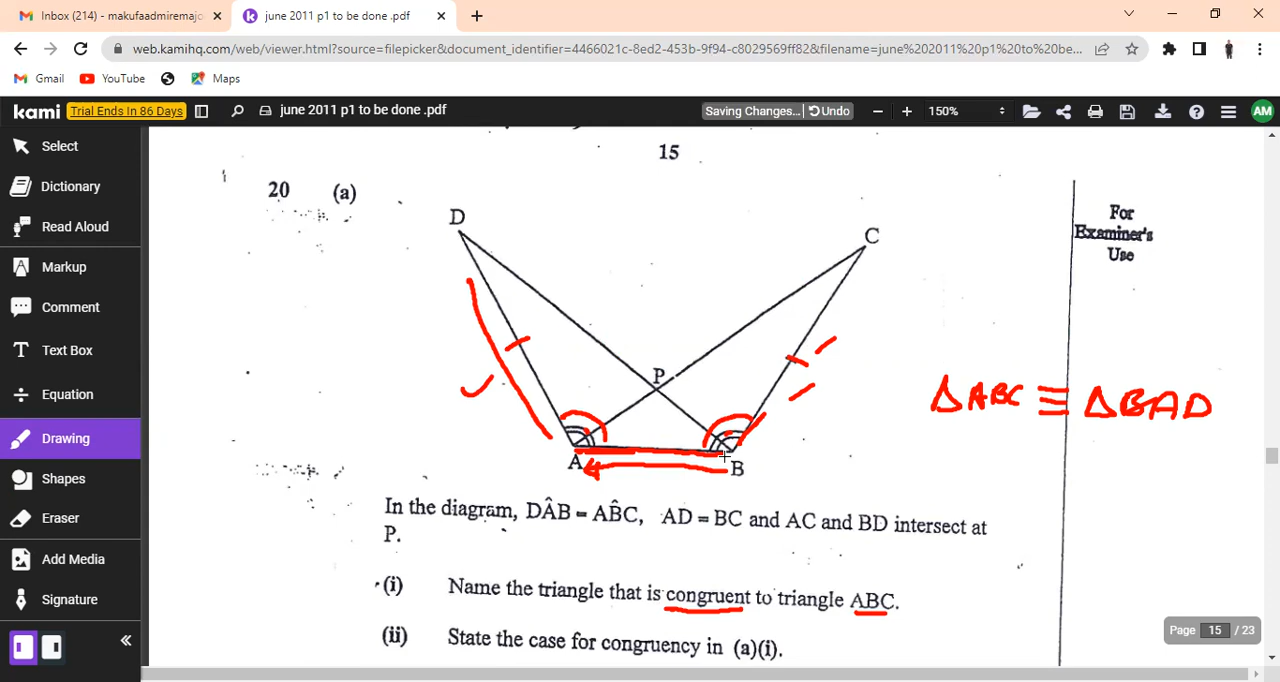 Inbox (214) - makufaadmiremajo
june 2011 p1 to be done .pdf
web.kamihq.com/web/viewer.html?source=filepicker&document_identifier=4466021c-8ed2-453b-9f94-c8029569ff82&filename=june%202011%20p1%20to%20be...
Gmail
YouTube
Maps
kami
Trial Ends In 86 Days
june 2011 p1 to be done .pdf
Saving Changes...
Undo
150%
AM
Select
Dictionary
Read Aloud
Markup
Comment
Text Box
Equation
Drawing
Shapes
Eraser
Add Media
Signature
15
20 (a)
For
Examiner's
Use
D
C
P
A
B
△ABC ≡ △BAD
In the diagram, DÂB = AB̂C, AD = BC and AC and BD intersect at
P.
(i) Name the triangle that is congruent to triangle ABC.
(ii) State the case for congruency in (a)(i).
Page 15 / 23